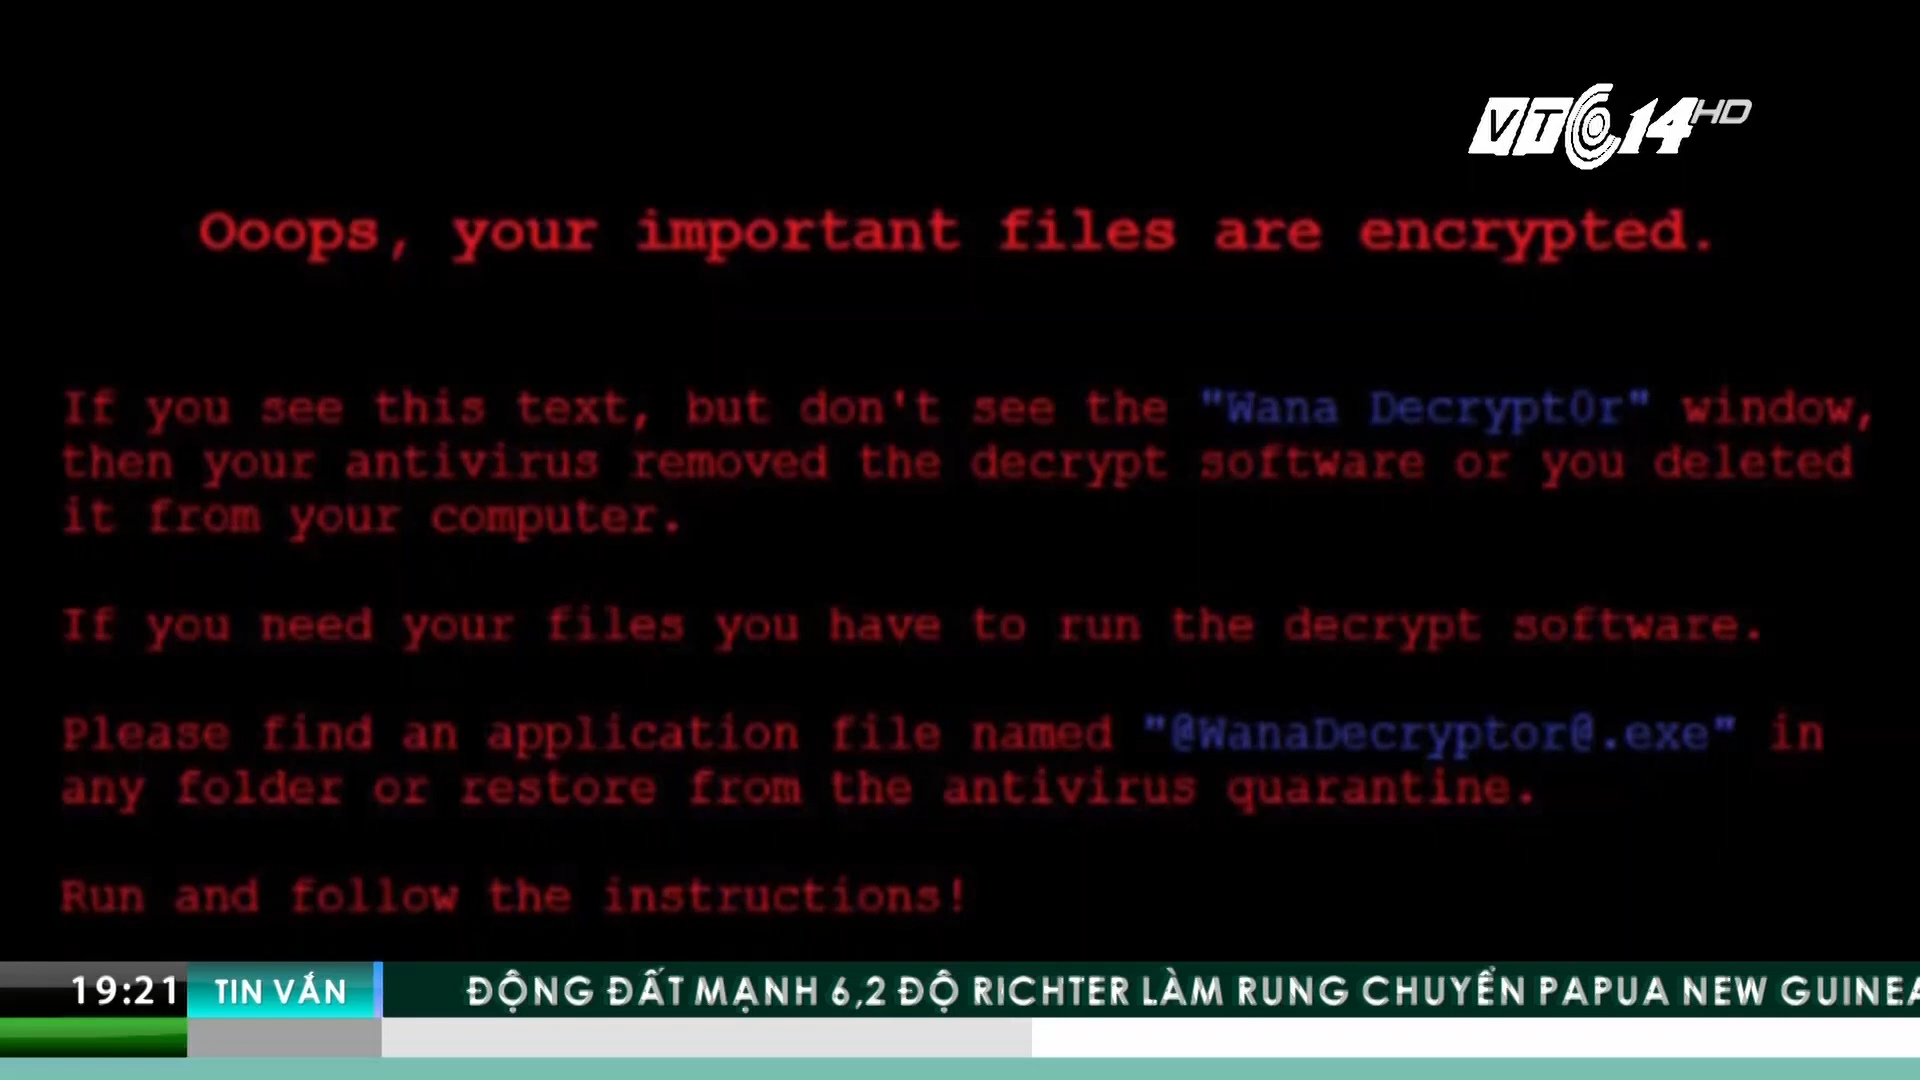 VTC14 HD
Ooops, your important files are encrypted.
If you see this text, but don't see the "Wana Decrypt0r" window,
then your antivirus removed the decrypt software or you deleted
it from your computer.
If you need your files you have to run the decrypt software.
Please find an application file named "@WanaDecryptor@.exe" in
any folder or restore from the antivirus quarantine.
Run and follow the instructions!
19:21 TIN VẮN ĐỘNG ĐẤT MẠNH 6,2 ĐỘ RICHTER LÀM RUNG CHUYỂN PAPUA NEW GUINEA